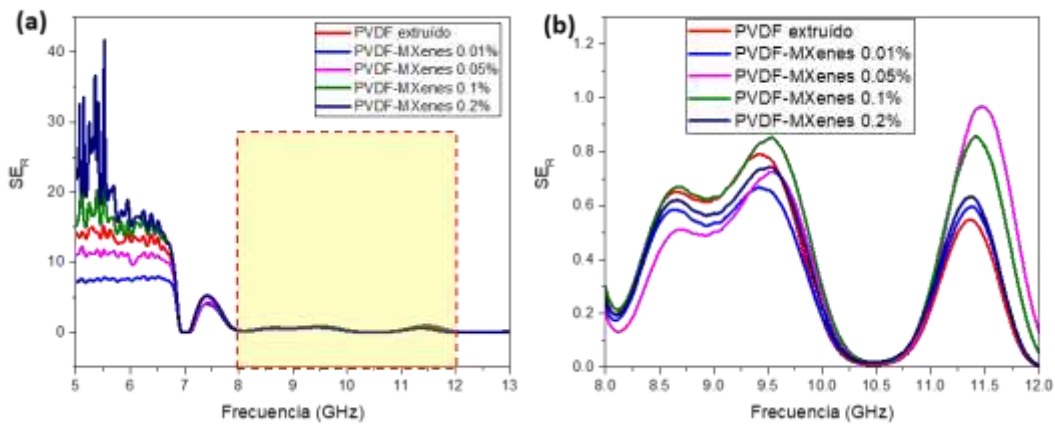 (a)
PVDF extruído
PVDF-MXenes 0.01%
PVDF-MXenes 0.05%
PVDF-MXenes 0.1%
PVDF-MXenes 0.2%
40
30
20
10
0
SE_R
5 6 7 8 9 10 11 12 13
Frecuencia (GHz)
(b)
PVDF extruído
PVDF-MXenes 0.01%
PVDF-MXenes 0.05%
PVDF-MXenes 0.1%
PVDF-MXenes 0.2%
1.2
1.0
0.8
0.6
0.4
0.2
0.0
SE_R
8.0 8.5 9.0 9.5 10.0 10.5 11.0 11.5 12.0
Frecuencia (GHz)